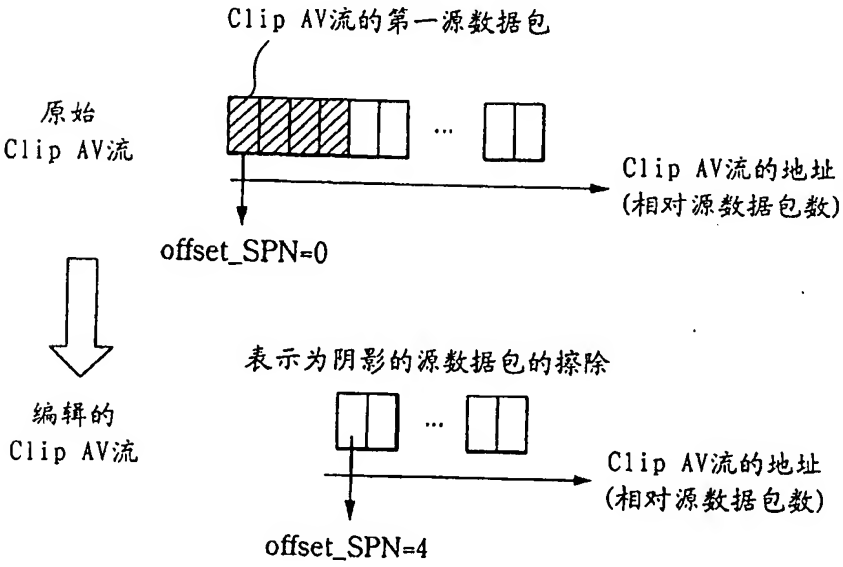 Clip AV流的第一源数据包
原始
Clip AV流
...
Clip AV流的地址
(相对源数据包数)
offset_SPN=0
表示为阴影的源数据包的擦除
编辑的
Clip AV流
...
Clip AV流的地址
(相对源数据包数)
offset_SPN=4